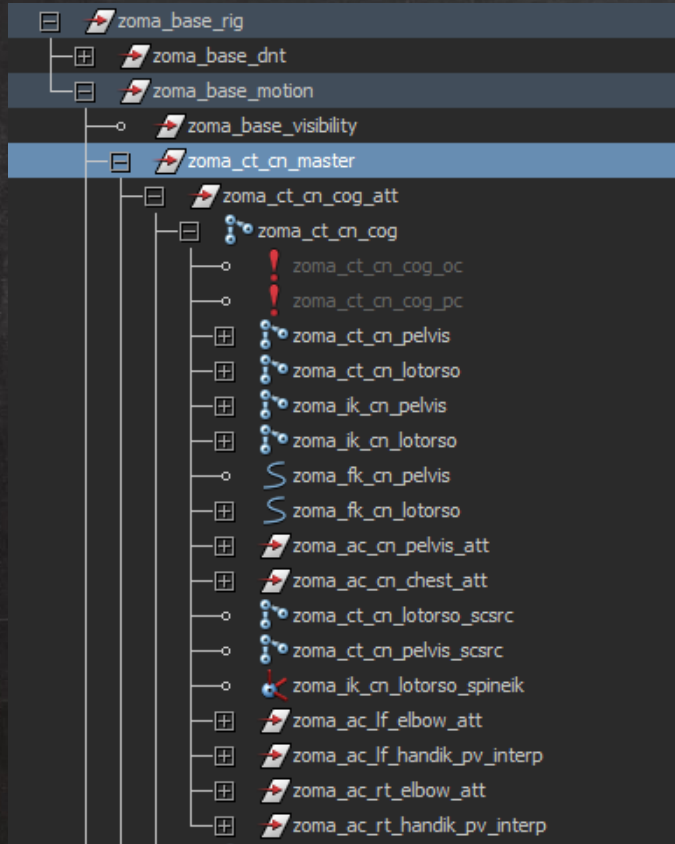 zoma_base_rig
zoma_base_dnt
zoma_base_motion
zoma_base_visibility
zoma_ct_cn_master
zoma_ct_cn_cog_att
zoma_ct_cn_cog
zoma_ct_cn_cog_oc
zoma_ct_cn_cog_pc
zoma_ct_cn_pelvis
zoma_ct_cn_lotorso
zoma_ik_cn_pelvis
zoma_ik_cn_lotorso
zoma_fk_cn_pelvis
zoma_fk_cn_lotorso
zoma_ac_cn_pelvis_att
zoma_ac_cn_chest_att
zoma_ct_cn_lotorso_scsrc
zoma_ct_cn_pelvis_scsrc
zoma_ik_cn_lotorso_spineik
zoma_ac_lf_elbow_att
zoma_ac_lf_handik_pv_interp
zoma_ac_rt_elbow_att
zoma_ac_rt_handik_pv_interp